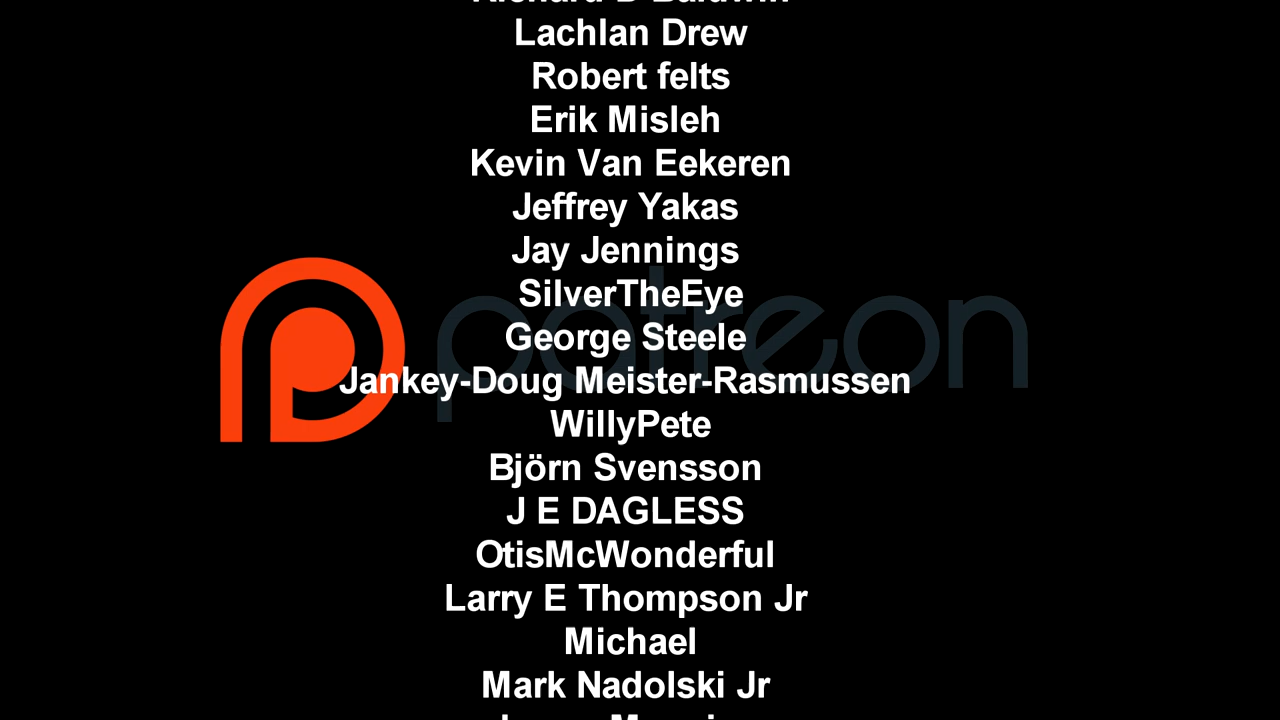 Lachlan Drew
Robert felts
Erik Misleh
Kevin Van Eekeren
Jeffrey Yakas
Jay Jennings
SilverTheEye
patreon
George Steele
Jankey-Doug Meister-Rasmussen
WillyPete
Björn Svensson
J E DAGLESS
OtisMcWonderful
Larry E Thompson Jr
Michael
Mark Nadolski Jr